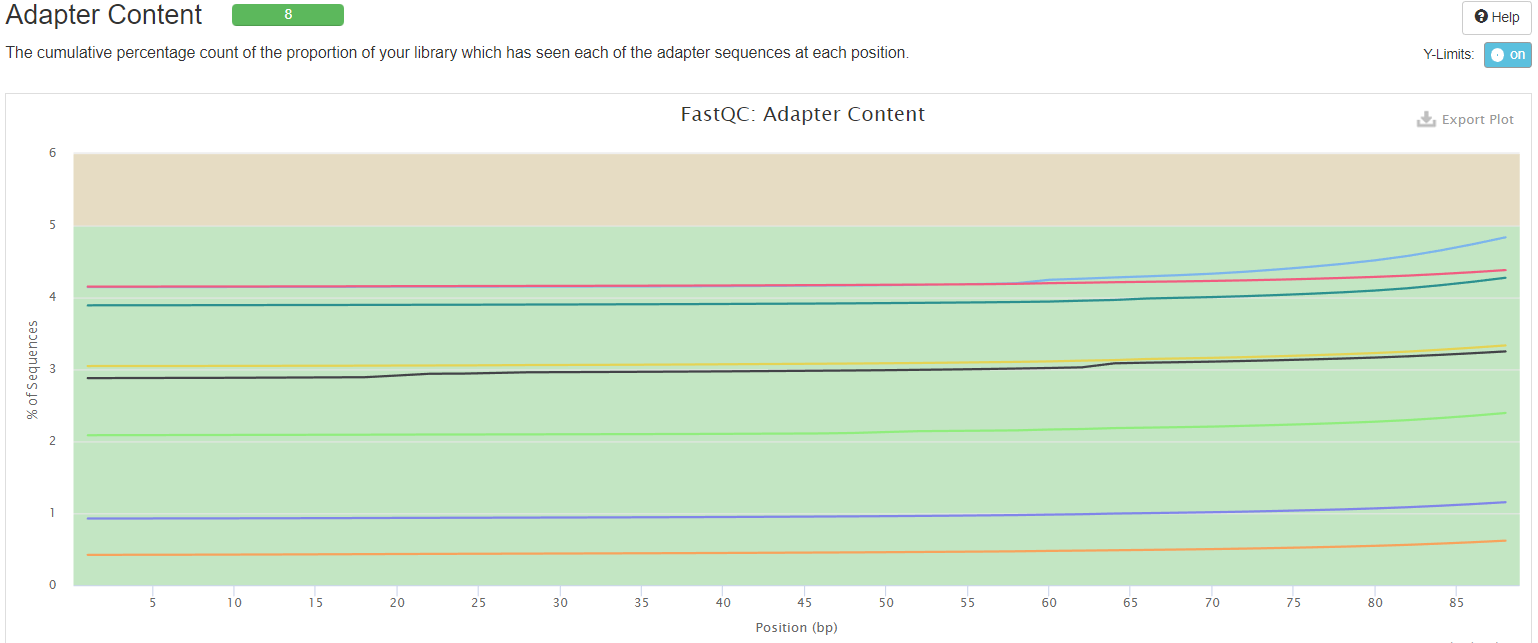 Adapter Content 8 Help
The cumulative percentage count of the proportion of your library which has seen each of the adapter sequences at each position. Y-Limits: on
FastQC: Adapter Content
Export Plot
6
5
4
3
2
1
0
% of Sequences
5 10 15 20 25 30 35 40 45 50 55 60 65 70 75 80 85
Position (bp)